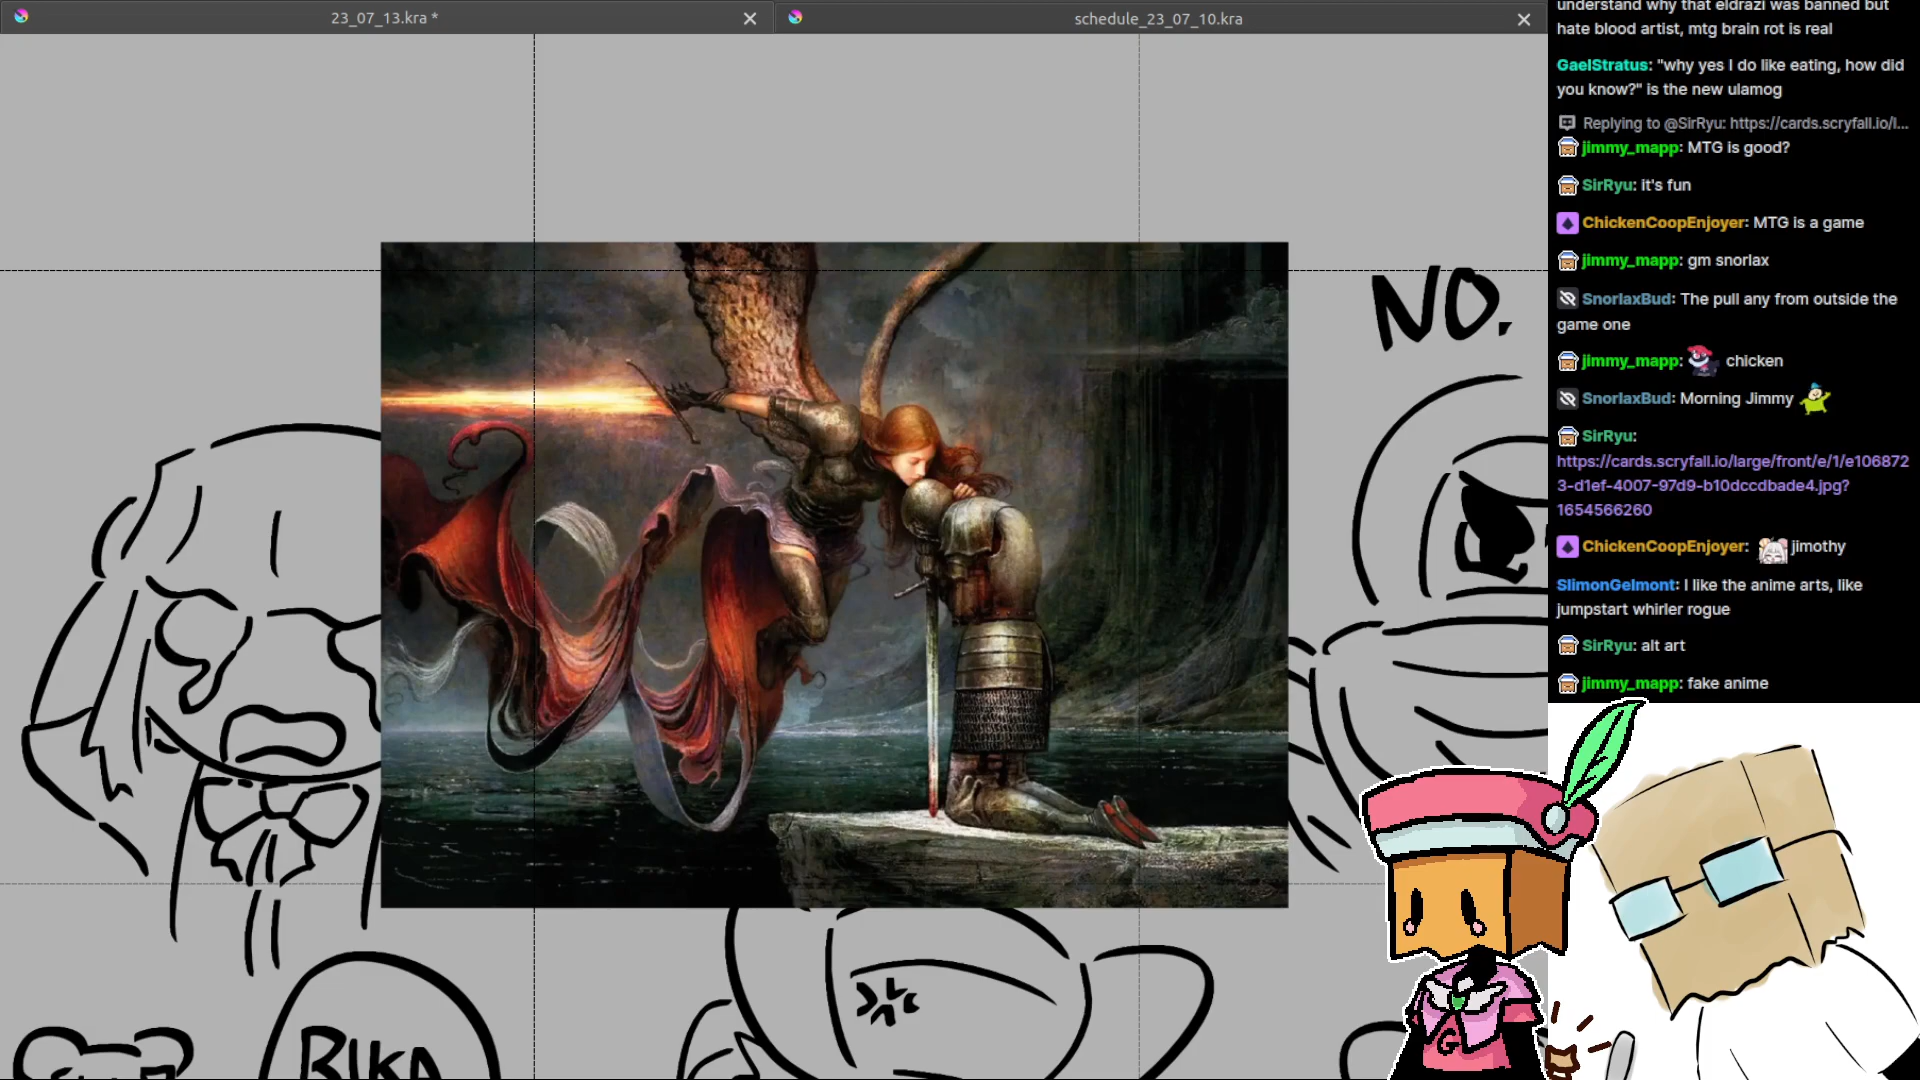 23_07_13.kra *
schedule_23_07_10.kra
understand why that eldrazi was banned but
hate blood artist, mtg brain rot is real
GaelStratus: "why yes I do like eating, how did
you know?" is the new ulamog
Replying to @SirRyu: https://cards.scryfall.io/l...
jimmy_mapp: MTG is good?
SirRyu: it's fun
ChickenCoopEnjoyer: MTG is a game
jimmy_mapp: gm snorlax
SnorlaxBud: The pull any from outside the
game one
jimmy_mapp: chicken
SnorlaxBud: Morning Jimmy
SirRyu:
https://cards.scryfall.io/large/front/e/1/e106872
3-d1ef-4007-97d9-b10dccdbade4.jpg?
1654566260
ChickenCoopEnjoyer: jimothy
SlimonGelmont: I like the anime arts, like
jumpstart whirler rogue
SirRyu: alt art
jimmy_mapp: fake anime
NO.
RIKA
G